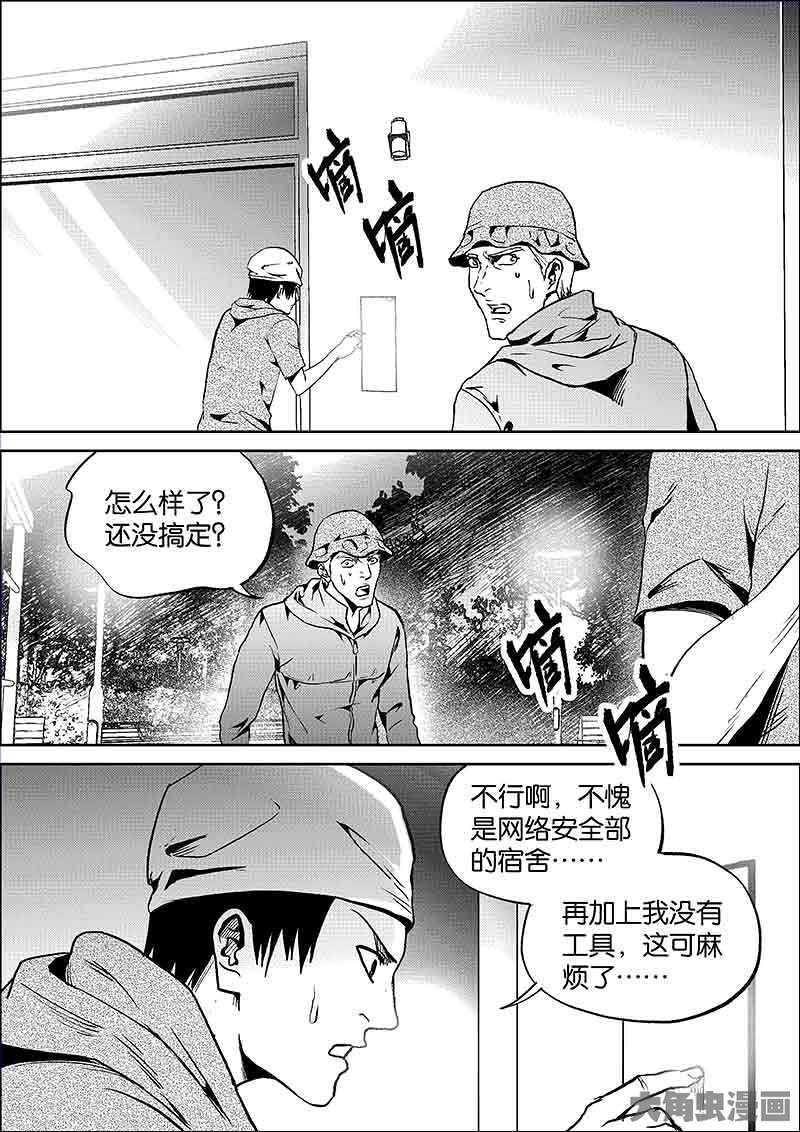 嘀
嘀
怎么样了？
还没搞定？
嘀
嘀
不行啊，不愧
是网络安全部
的宿舍……
再加上我没有
工具，这可麻
烦了……
大角虫漫画